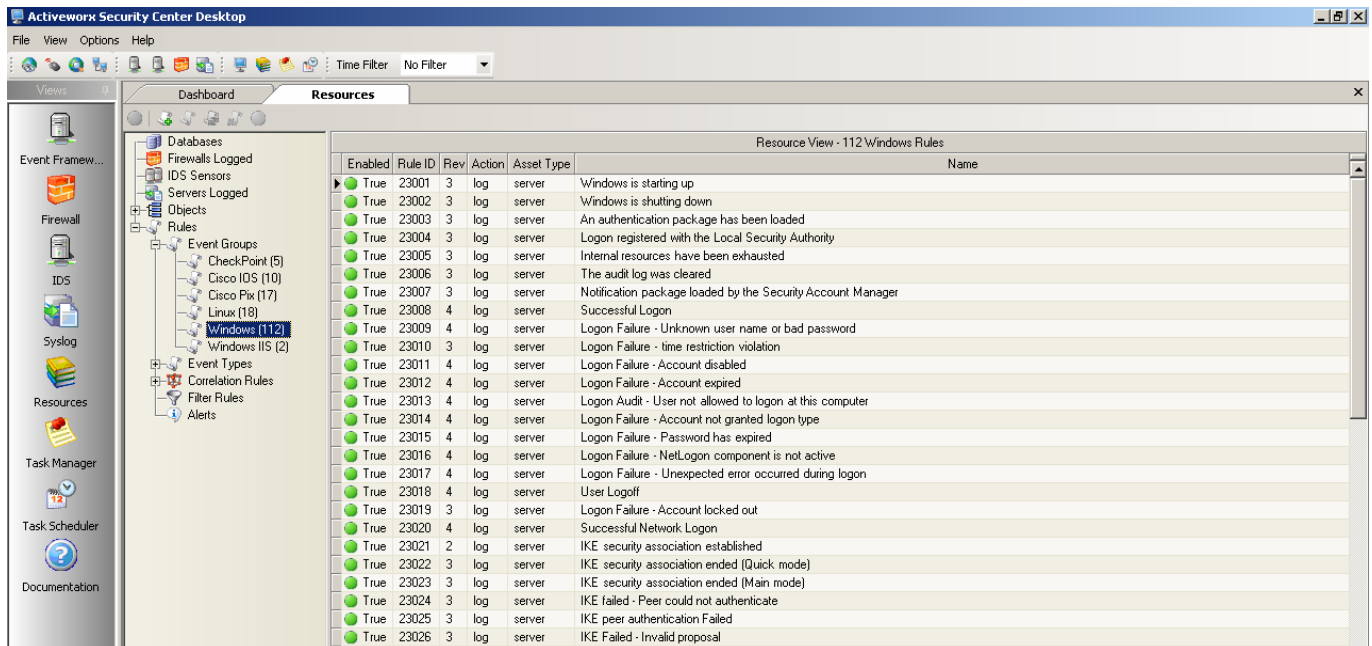 Activeworx Security Center Desktop
File View Options Help
Time Filter No Filter
Views
Dashboard Resources
Event Framew...
Firewall
IDS
Syslog
Resources
Task Manager
Task Scheduler
Documentation
Databases
Firewalls Logged
IDS Sensors
Servers Logged
Objects
Rules
Event Groups
CheckPoint (5)
Cisco IOS (10)
Cisco Pix (17)
Linux (18)
Windows (112)
Windows IIS (2)
Event Types
Correlation Rules
Filter Rules
Alerts
Resource View - 112 Windows Rules
Enabled Rule ID Rev Action Asset Type Name
True 23001 3 log server Windows is starting up
True 23002 3 log server Windows is shutting down
True 23003 3 log server An authentication package has been loaded
True 23004 3 log server Logon registered with the Local Security Authority
True 23005 3 log server Internal resources have been exhausted
True 23006 3 log server The audit log was cleared
True 23007 3 log server Notification package loaded by the Security Account Manager
True 23008 4 log server Successful Logon
True 23009 4 log server Logon Failure - Unknown user name or bad password
True 23010 3 log server Logon Failure - time restriction violation
True 23011 4 log server Logon Failure - Account disabled
True 23012 4 log server Logon Failure - Account expired
True 23013 4 log server Logon Audit - User not allowed to logon at this computer
True 23014 4 log server Logon Failure - Account not granted logon type
True 23015 4 log server Logon Failure - Password has expired
True 23016 4 log server Logon Failure - NetLogon component is not active
True 23017 4 log server Logon Failure - Unexpected error occurred during logon
True 23018 4 log server User Logoff
True 23019 3 log server Logon Failure - Account locked out
True 23020 4 log server Successful Network Logon
True 23021 2 log server IKE security association established
True 23022 3 log server IKE security association ended (Quick mode)
True 23023 3 log server IKE security association ended (Main mode)
True 23024 3 log server IKE failed - Peer could not authenticate
True 23025 3 log server IKE peer authentication Failed
True 23026 3 log server IKE Failed - Invalid proposal